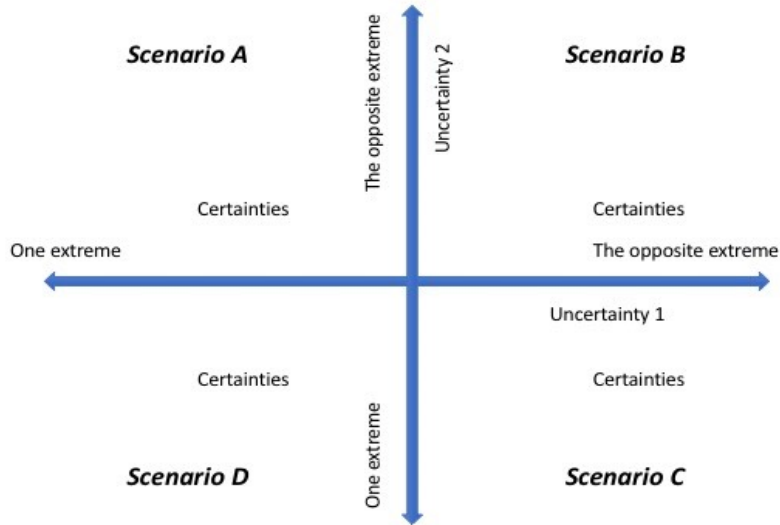 Scenario A
The opposite extreme
Uncertainty 2
Scenario B
Certainties
Certainties
One extreme
The opposite extreme
Uncertainty 1
Certainties
Certainties
One extreme
Scenario D
Scenario C